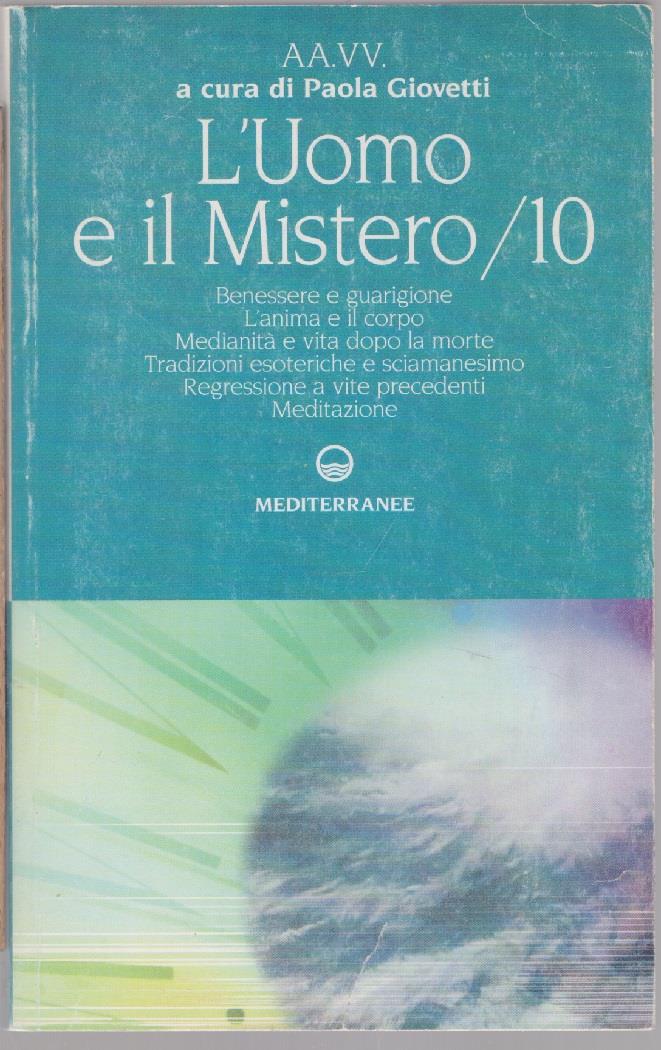 AA.VV.
a cura di Paola Giovetti
L'Uomo
e il Mistero/10
Benessere e guarigione
L'anima e il corpo
Medianità e vita dopo la morte
Tradizioni esoteriche e sciamanesimo
Regressione a vite precedenti
Meditazione
MEDITERRANEE